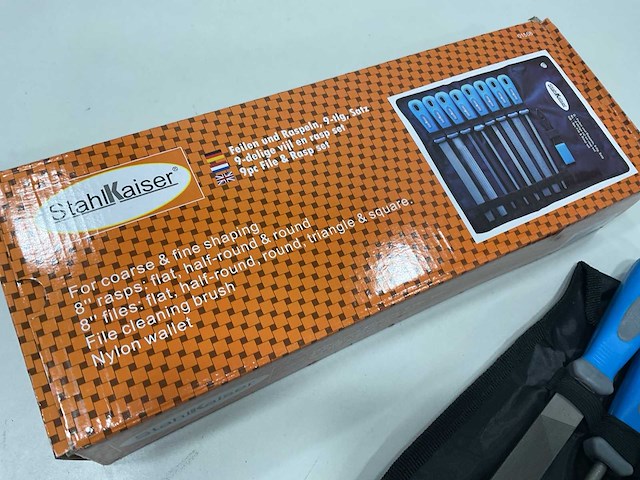 StahlKaiser®
Feilen und Raspeln, 9-tlg, Satz
9-delige vijl en rasp set
9pc File & Rasp set
For coarse & fine shaping
8" rasps: flat, half-round & round
8" files: flat, half-round, round, triangle & square.
File cleaning brush
Nylon wallet
StahlKaiser